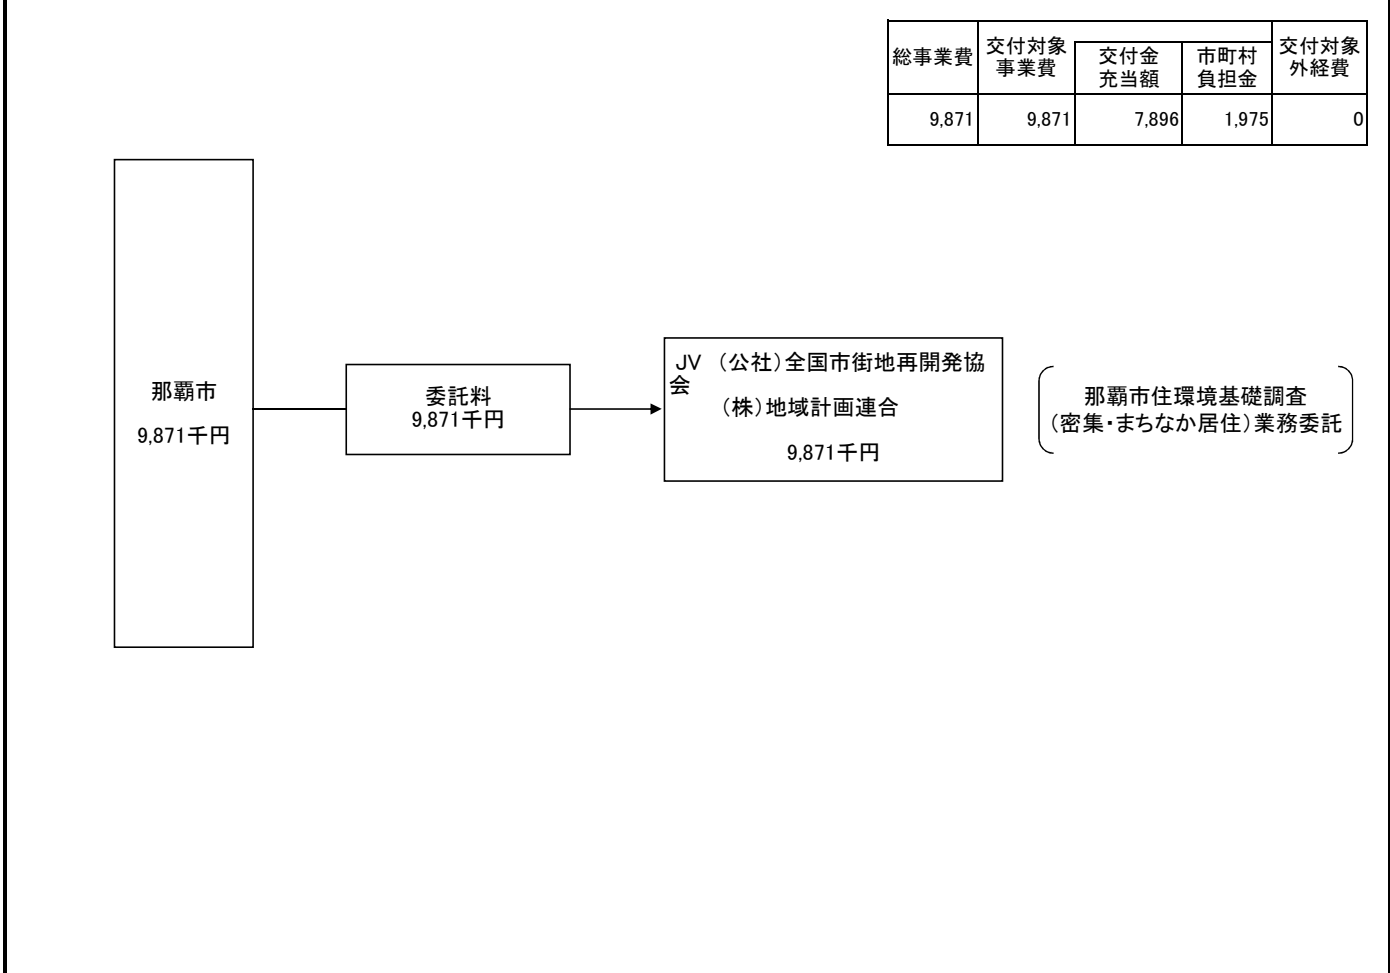 総事業費
交付対象
事業費
交付金
充当額
市町村
負担金
交付対象
外経費
9,871 9,871 7,896 1,975 0
那覇市
9,871千円
委託料
9,871千円
JV （公社）全国市街地再開発協
会
（株）地域計画連合
9,871千円
那覇市住環境基礎調査
（密集・まちなか居住）業務委託